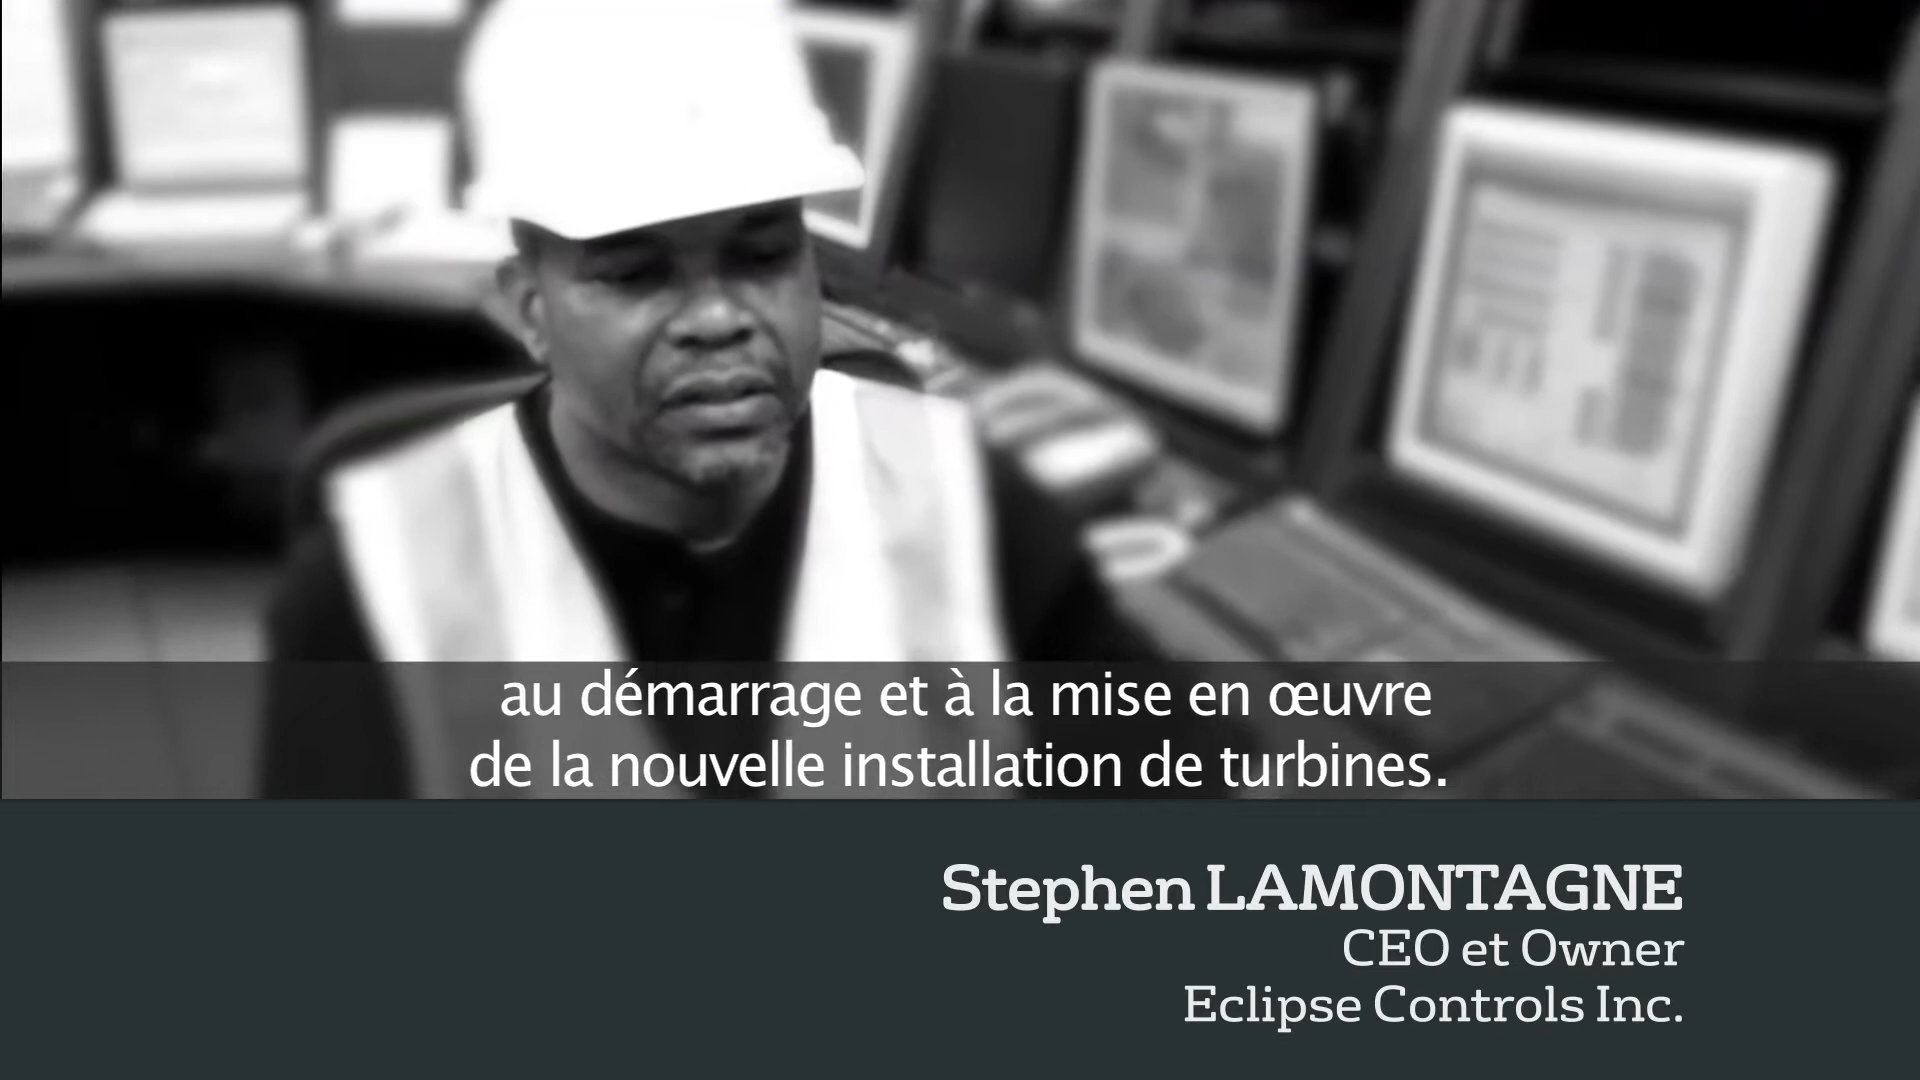 au démarrage et à la mise en œuvre
de la nouvelle installation de turbines.
Stephen LAMONTAGNE
CEO et Owner
Eclipse Controls Inc.